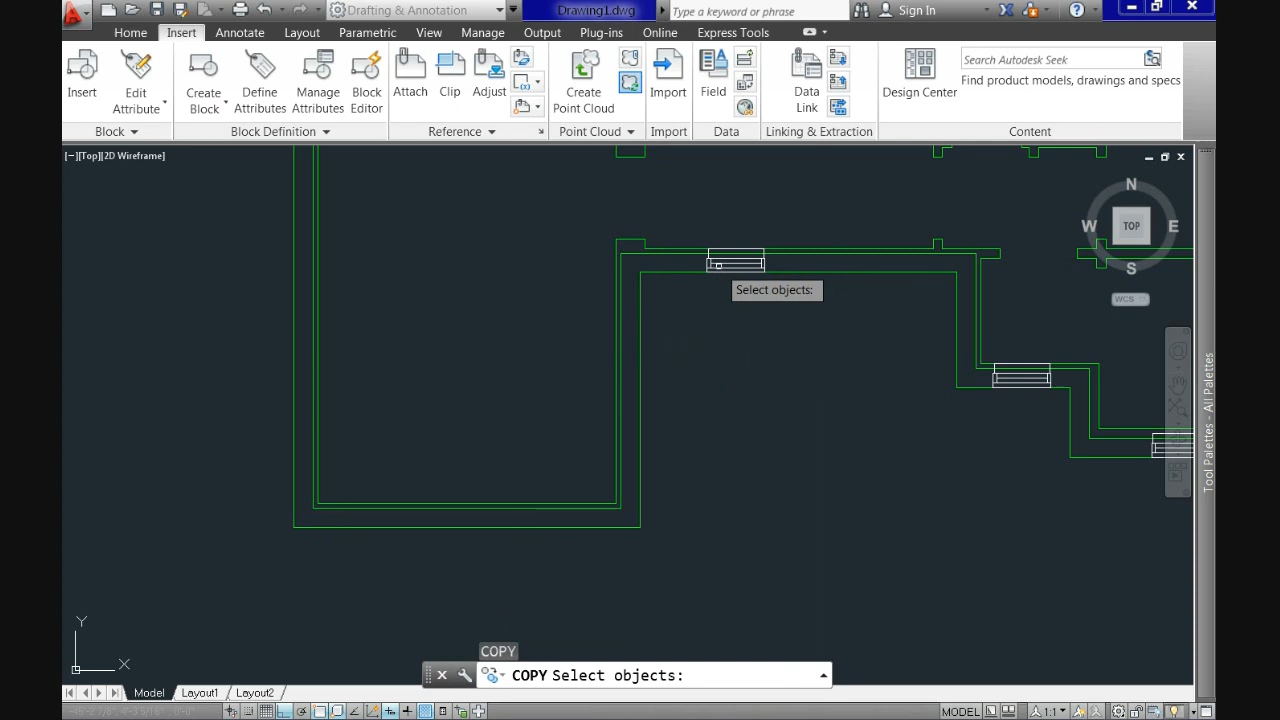 Drafting & Annotation
Drawing1.dwg
Type a keyword or phrase
Sign In
Home Insert Annotate Layout Parametric View Manage Output Plug-ins Online Express Tools
Insert
Edit Attribute
Create Block
Define Attributes
Manage Attributes
Block Editor
Attach
Clip
Adjust
Create Point Cloud
Import
Field
Data Link
Design Center
Search Autodesk Seek
Find product models, drawings and specs
Block
Block Definition
Reference
Point Cloud
Import
Data
Linking & Extraction
Content
[−][Top][2D Wireframe]
N
W
TOP
E
S
WCS
Select objects:
Tool Palettes - All Palettes
Y
X
COPY
COPY Select objects:
Model Layout1 Layout2
MODEL
1:1